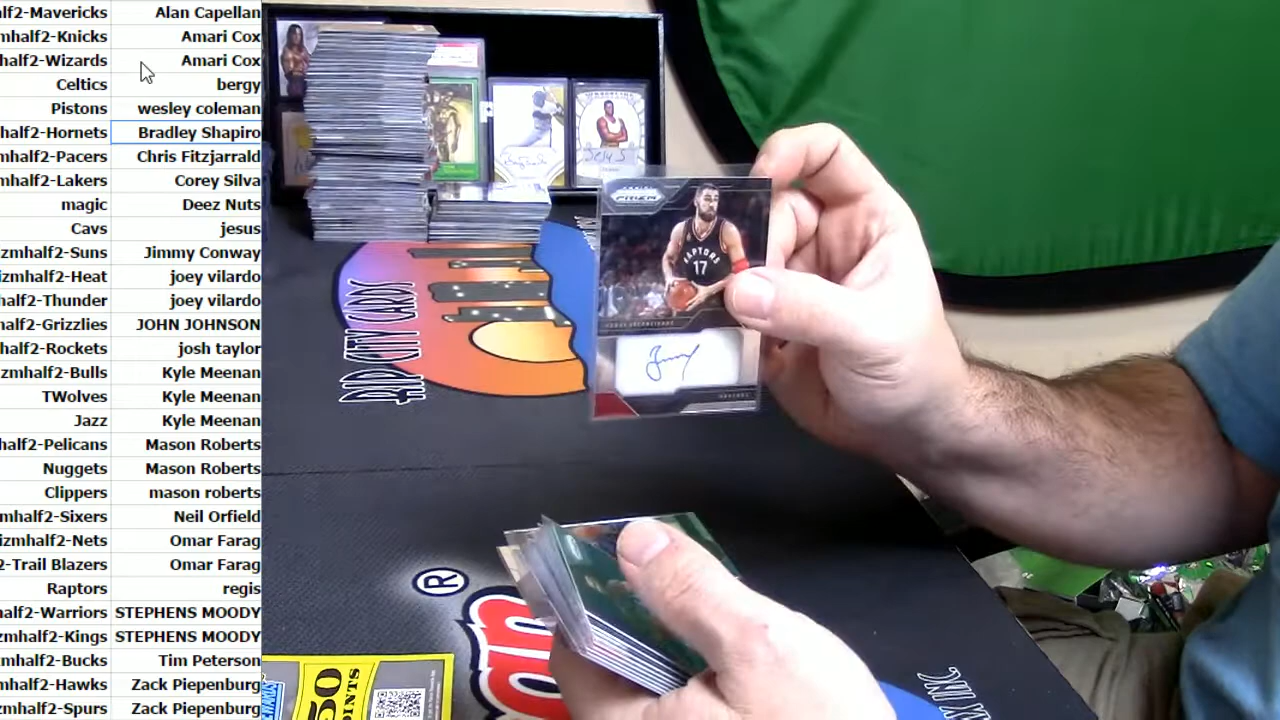 alf2-Mavericks Alan Capellan
mhalf2-Knicks Amari Cox
half2-Wizards Amari Cox
Celtics bergy
Pistons wesley coleman
half2-Hornets Bradley Shapiro
mhalf2-Pacers Chris Fitzjarrald
mhalf2-Lakers Corey Silva
magic Deez Nuts
Cavs jesus
zmhalf2-Suns Jimmy Conway
izmhalf2-Heat joey vilardo
half2-Thunder joey vilardo
half2-Grizzlies JOHN JOHNSON
half2-Rockets josh taylor
izmhalf2-Bulls Kyle Meenan
TWolves Kyle Meenan
Jazz Kyle Meenan
half2-Pelicans Mason Roberts
Nuggets Mason Roberts
Clippers mason roberts
mhalf2-Sixers Neil Orfield
izmhalf2-Nets Omar Farag
2-Trail Blazers Omar Farag
Raptors regis
half2-Warriors STEPHENS MOODY
zmhalf2-Kings STEPHENS MOODY
zmhalf2-Bucks Tim Peterson
mhalf2-Hawks Zack Piepenburg
mhalf2-Spurs Zack Piepenburg
RIP CITY CARDS
PRIZM
RAPTORS
17
®
50
OINTS